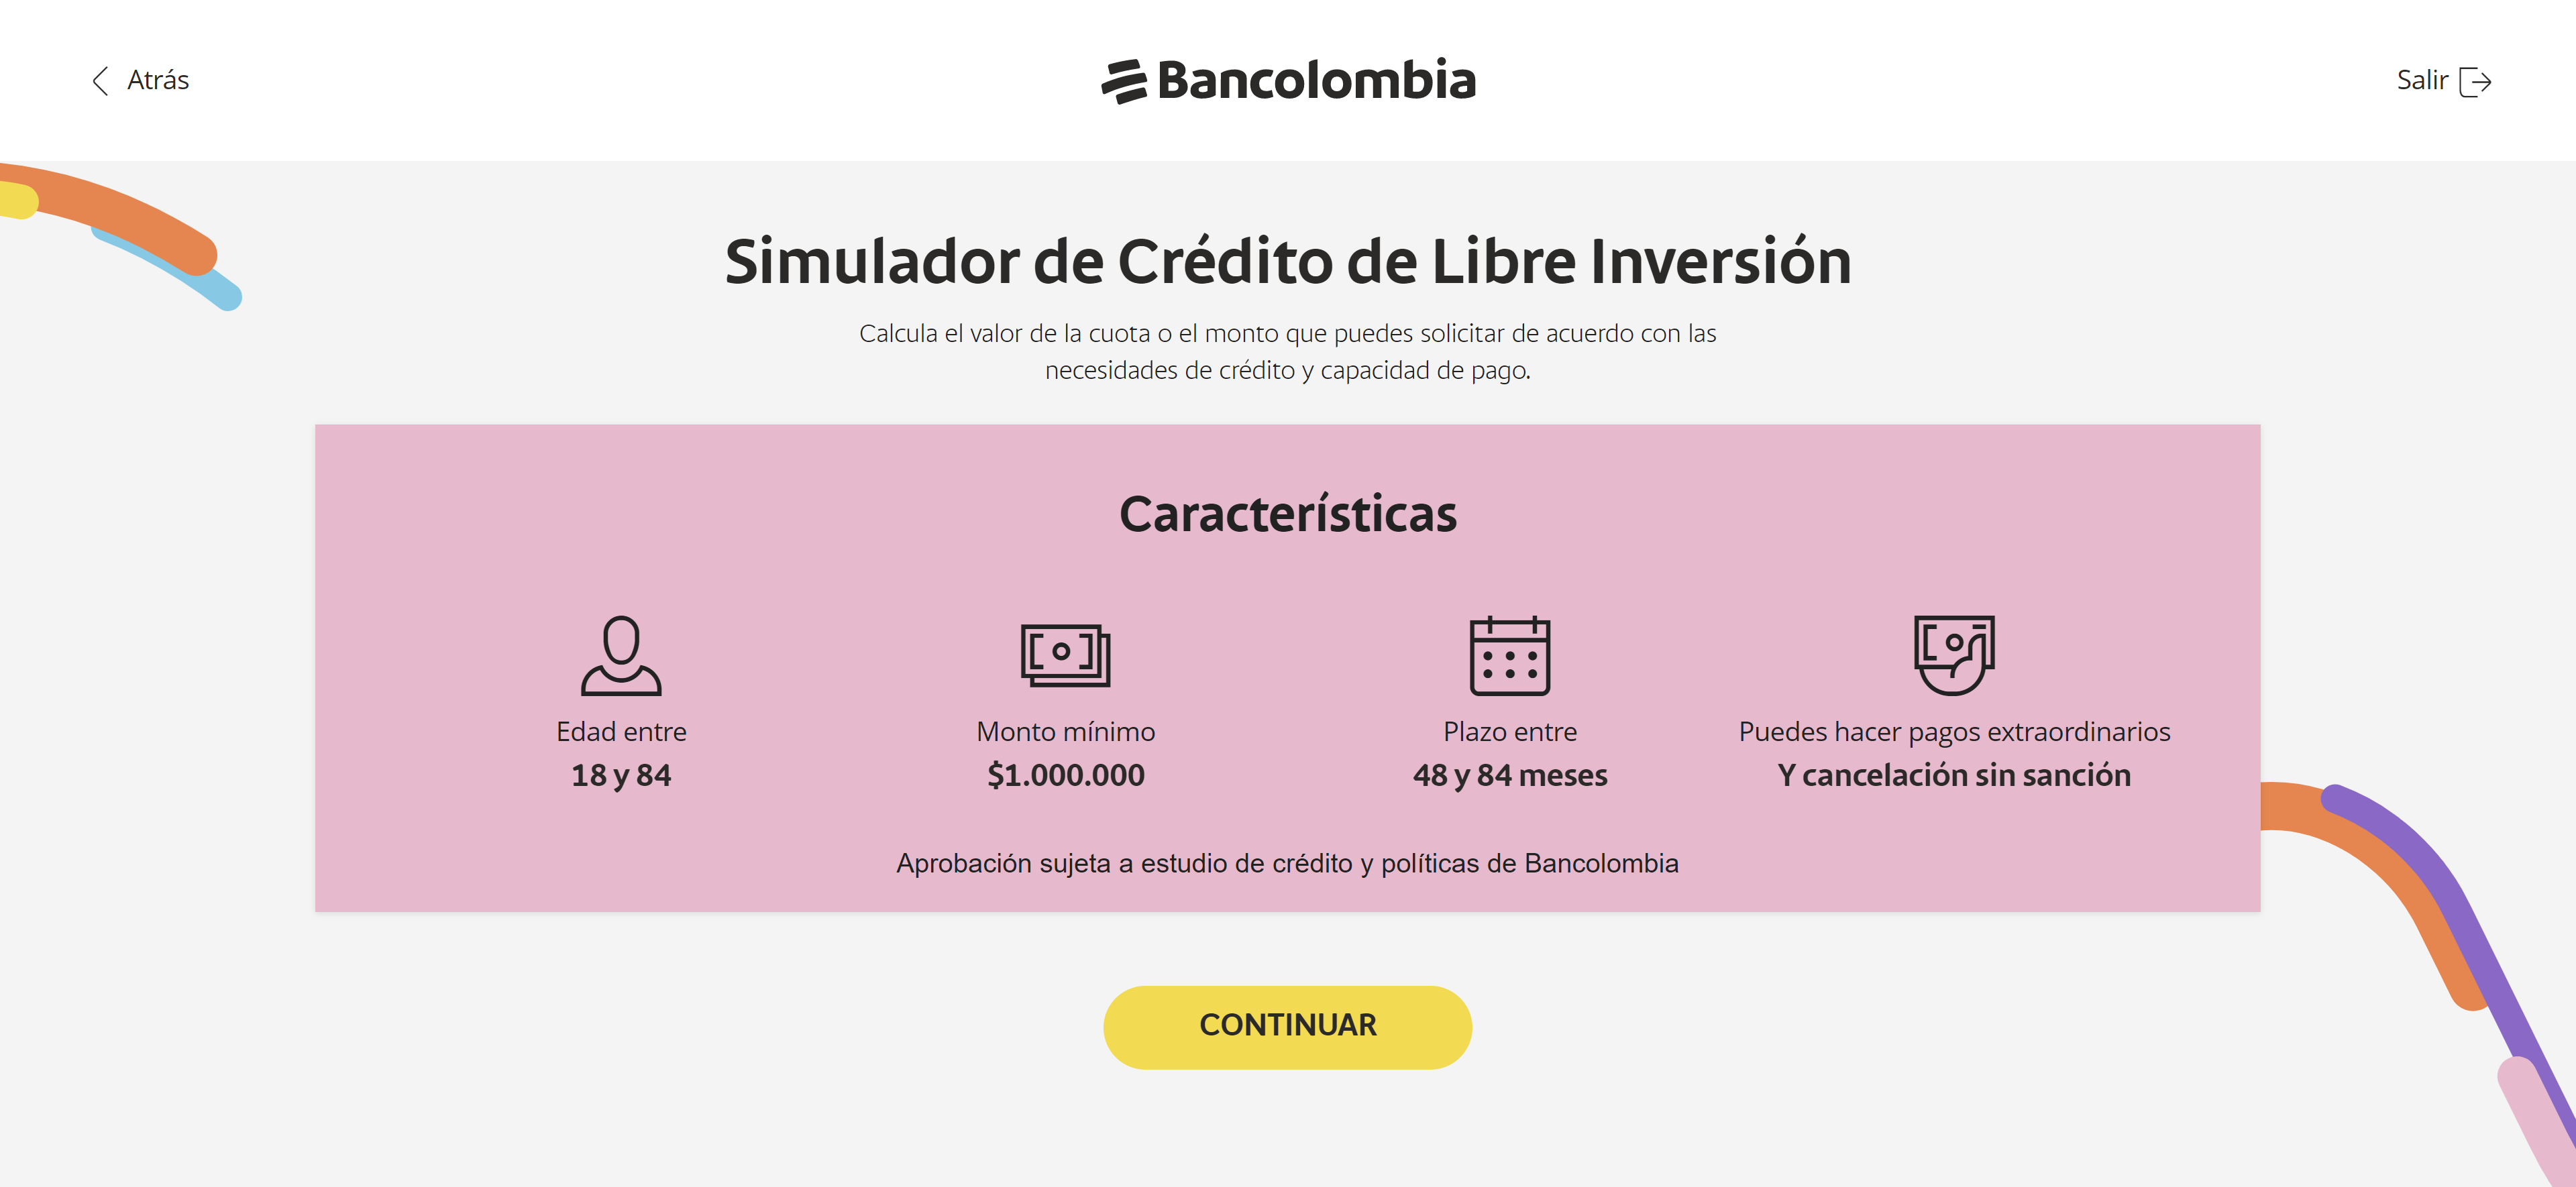 Atrás
Bancolombia
Salir
Simulador de Crédito de Libre Inversión
Calcula el valor de la cuota o el monto que puedes solicitar de acuerdo con las
necesidades de crédito y capacidad de pago.
Características
Edad entre
18 y 84
Monto mínimo
$1.000.000
Plazo entre
48 y 84 meses
Puedes hacer pagos extraordinarios
Y cancelación sin sanción
Aprobación sujeta a estudio de crédito y políticas de Bancolombia
CONTINUAR